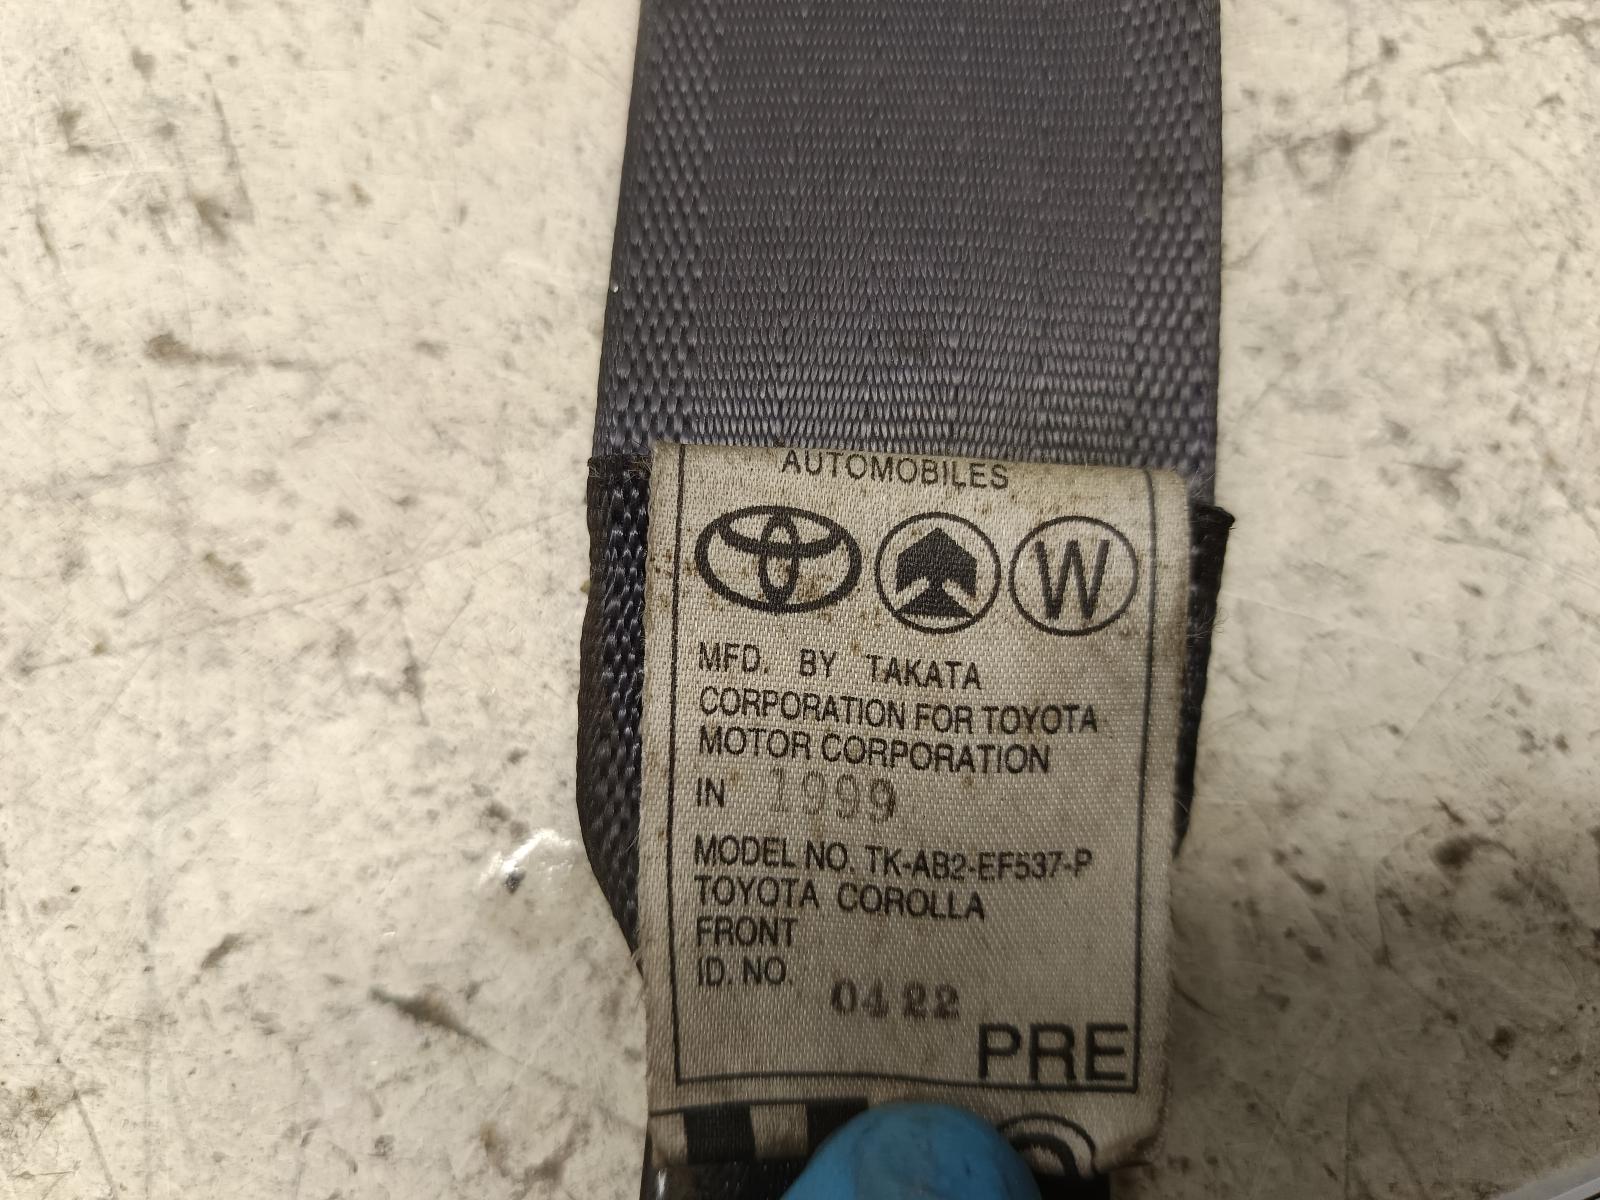 AUTOMOBILES
W
MFD. BY TAKATA
CORPORATION FOR TOYOTA
MOTOR CORPORATION
IN 1999
MODEL NO. TK-AB2-EF537-P
TOYOTA COROLLA
FRONT
ID. NO.
0422
PRE